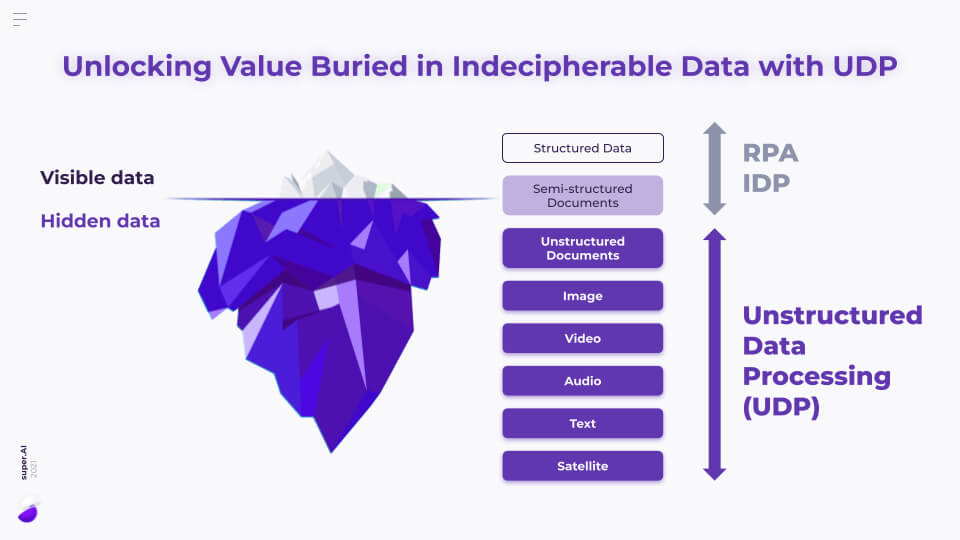 Unlocking Value Buried in Indecipherable Data with UDP
Visible data
Hidden data
Structured Data
Semi-structured
Documents
Unstructured
Documents
Image
Video
Audio
Text
Satellite
RPA
IDP
Unstructured
Data
Processing
(UDP)
super.AI
2021